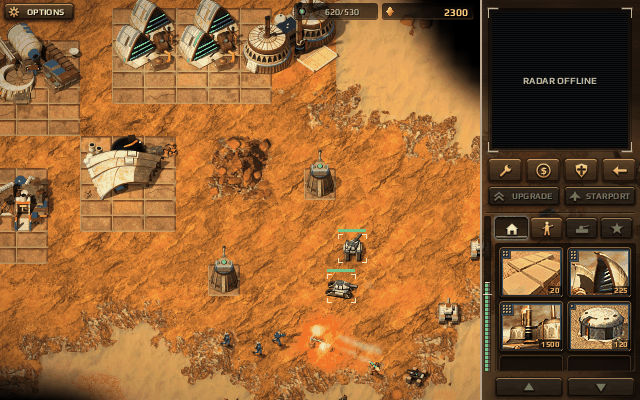 OPTIONS
620/530
2300
RADAR OFFLINE
UPGRADE
STARPORT
20
225
1500
120